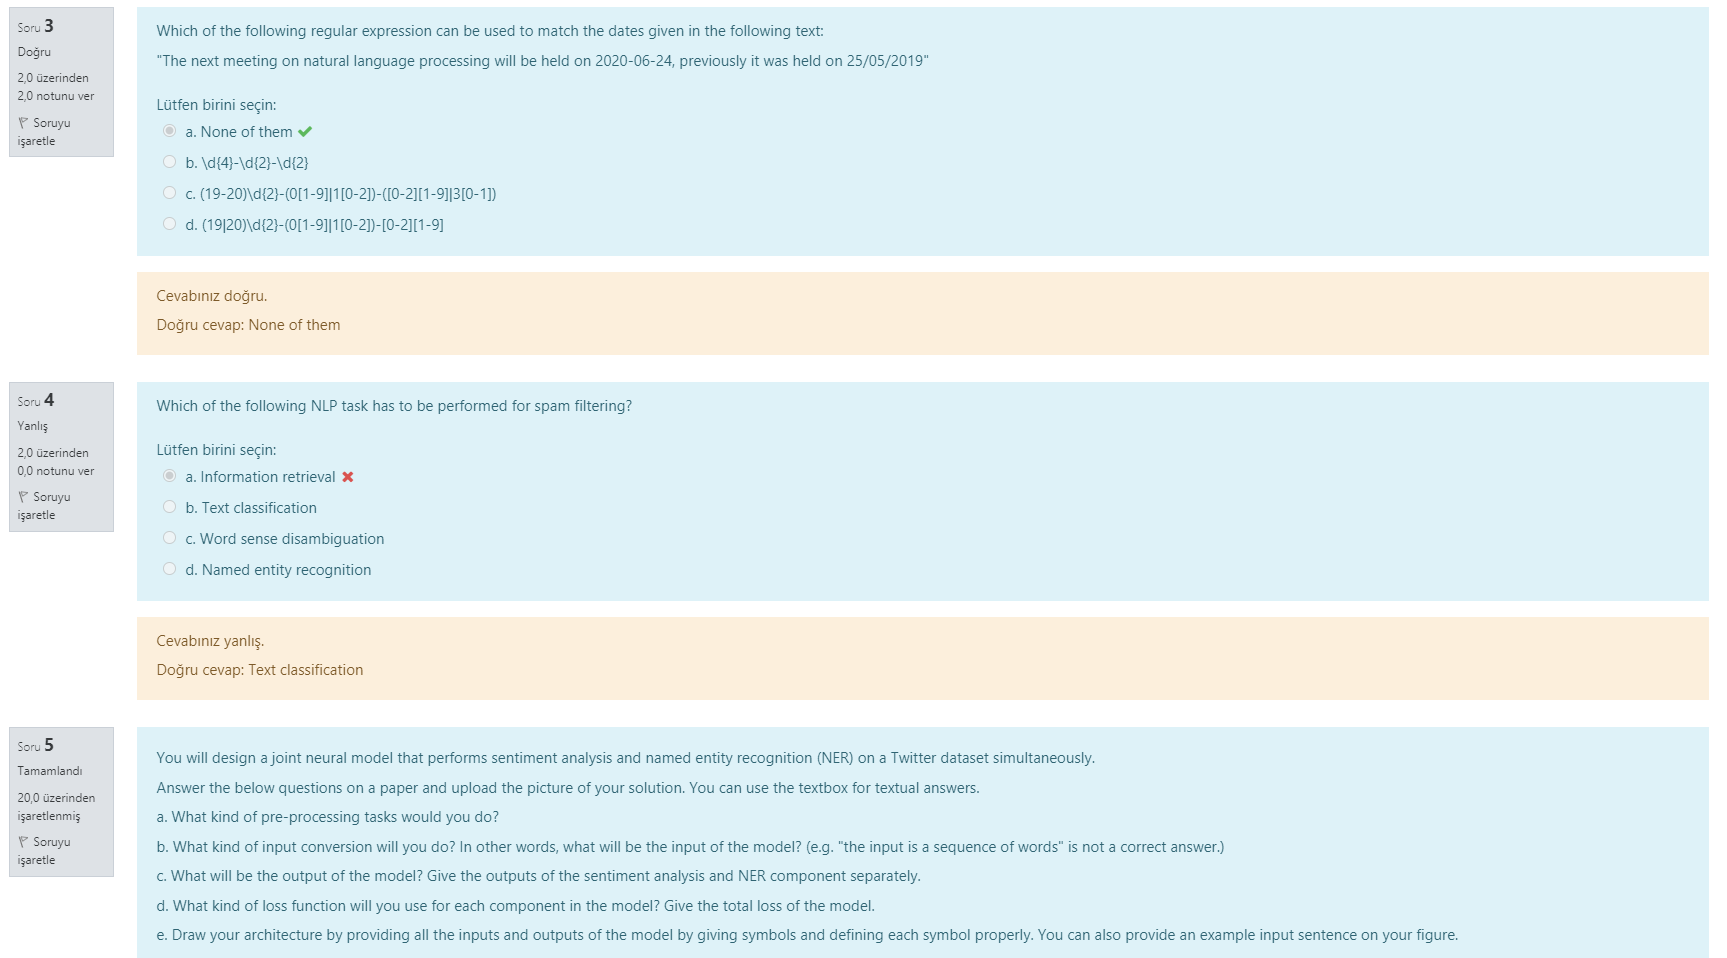 Soru 3
Doğru
2,0 üzerinden
2,0 notunu ver
Soruyu
işaretle
Which of the following regular expression can be used to match the dates given in the following text:
"The next meeting on natural language processing will be held on 2020-06-24, previously it was held on 25/05/2019"
Lütfen birini seçin:
a. None of them
b. \d{4}-\d{2}-\d{2}
c. (19-20)\d{2}-(0[1-9]|1[0-2])-([0-2][1-9]|3[0-1])
d. (19|20)\d{2}-(0[1-9]|1[0-2])-[0-2][1-9]
Cevabınız doğru.
Doğru cevap: None of them
Soru 4
Yanlış
2,0 üzerinden
0,0 notunu ver
Soruyu
işaretle
Which of the following NLP task has to be performed for spam filtering?
Lütfen birini seçin:
a. Information retrieval
b. Text classification
c. Word sense disambiguation
d. Named entity recognition
Cevabınız yanlış.
Doğru cevap: Text classification
Soru 5
Tamamlandı
20,0 üzerinden
işaretlenmiş
Soruyu
işaretle
You will design a joint neural model that performs sentiment analysis and named entity recognition (NER) on a Twitter dataset simultaneously.
Answer the below questions on a paper and upload the picture of your solution. You can use the textbox for textual answers.
a. What kind of pre-processing tasks would you do?
b. What kind of input conversion will you do? In other words, what will be the input of the model? (e.g. "the input is a sequence of words" is not a correct answer.)
c. What will be the output of the model? Give the outputs of the sentiment analysis and NER component separately.
d. What kind of loss function will you use for each component in the model? Give the total loss of the model.
e. Draw your architecture by providing all the inputs and outputs of the model by giving symbols and defining each symbol properly. You can also provide an example input sentence on your figure.